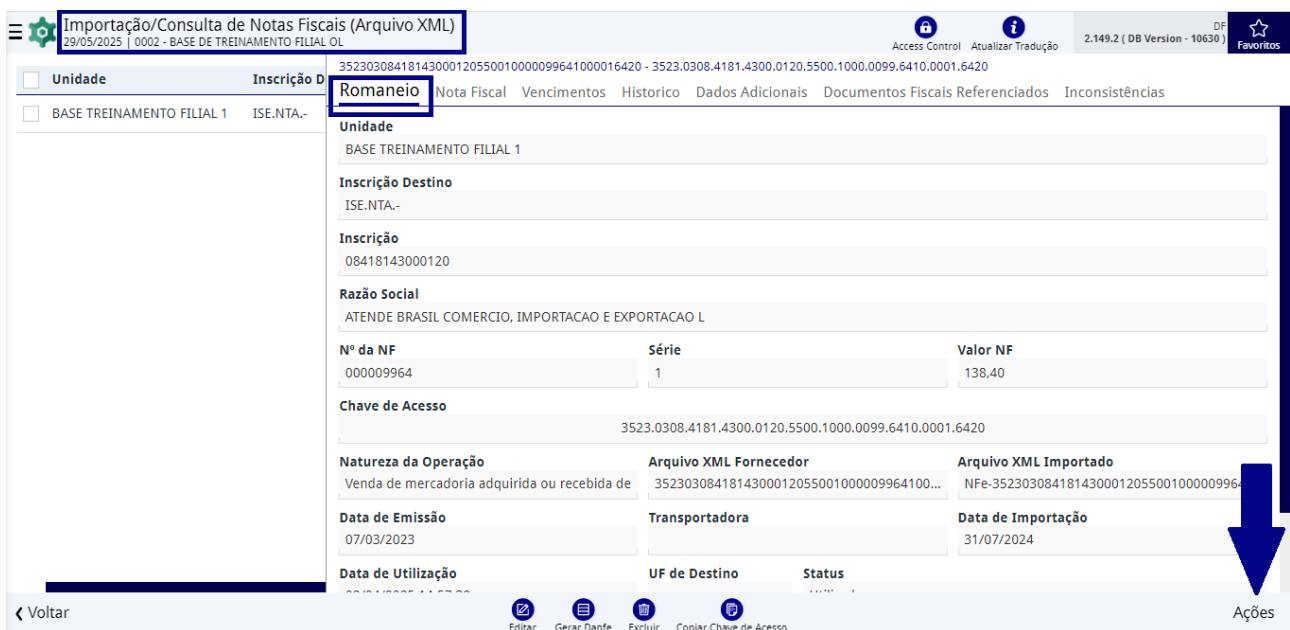 Importação/Consulta de Notas Fiscais (Arquivo XML)
29/05/2025 | 0002 - BASE DE TREINAMENTO FILIAL OL
Access Control
Atualizar Tradução
DF
2.149.2 ( DB Version - 10630 )
Favoritos
Unidade
Inscrição D
BASE TREINAMENTO FILIAL 1
ISE.NTA.-
35230308418143000120550010000099641000016420 - 3523.0308.4181.4300.0120.5500.1000.0099.6410.0001.6420
Romaneio Nota Fiscal Vencimentos Historico Dados Adicionais Documentos Fiscais Referenciados Inconsistências
Unidade
BASE TREINAMENTO FILIAL 1
Inscrição Destino
ISE.NTA.-
Inscrição
08418143000120
Razão Social
ATENDE BRASIL COMERCIO, IMPORTACAO E EXPORTACAO L
Nº da NF Série Valor NF
000009964 1 138,40
Chave de Acesso
3523.0308.4181.4300.0120.5500.1000.0099.6410.0001.6420
Natureza da Operação Arquivo XML Fornecedor Arquivo XML Importado
Venda de mercadoria adquirida ou recebida de 3523030841814300012055001000009964100... NFe-352303084181430001205500100000996
Data de Emissão Transportadora Data de Importação
07/03/2023 31/07/2024
Data de Utilização UF de Destino Status
Voltar
Editar
Gerar Danfe
Excluir
Copiar Chave de Acesso
Ações